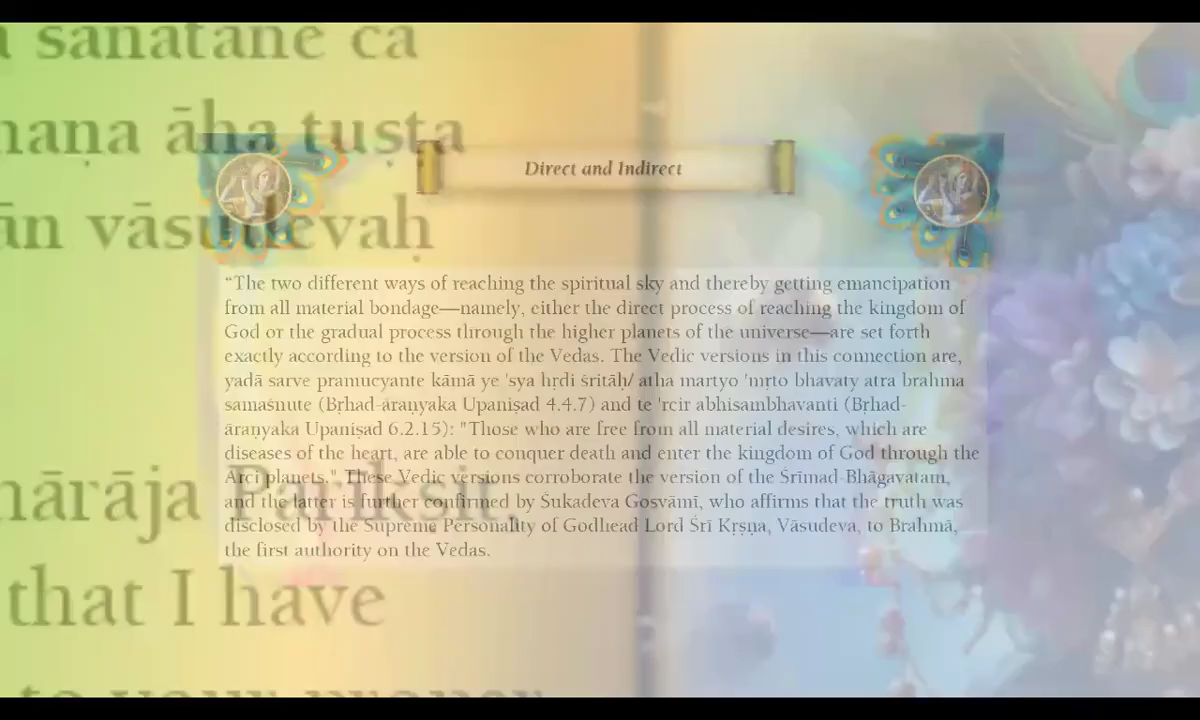 sanātane ca
āha tuṣṭa
ān vāsudevaḥ
Direct and Indirect
“The two different ways of reaching the spiritual sky and thereby getting emancipation
from all material bondage—namely, either the direct process of reaching the kingdom of
God or the gradual process through the higher planets of the universe—are set forth
exactly according to the version of the Vedas. The Vedic versions in this connection are,
yadā sarve pramucyante kāmā ye 'sya hṛdi śritāḥ/ atha martyo 'mṛto bhavaty atra brahma
samaśnute (Bṛhad-āraṇyaka Upaniṣad 4.4.7) and te 'rcir abhisambhavanti (Bṛhad-
āraṇyaka Upaniṣad 6.2.15): "Those who are free from all material desires, which are
diseases of the heart, are able to conquer death and enter the kingdom of God through the
Arci planets." These Vedic versions corroborate the version of the Śrīmad-Bhāgavatam,
and the latter is further confirmed by Śukadeva Gosvāmī, who affirms that the truth was
disclosed by the Supreme Personality of Godhead Lord Śrī Kṛṣṇa, Vāsudeva, to Brahmā,
the first authority on the Vedas.
hārāja Parīkṣit,
that I have
to your proper